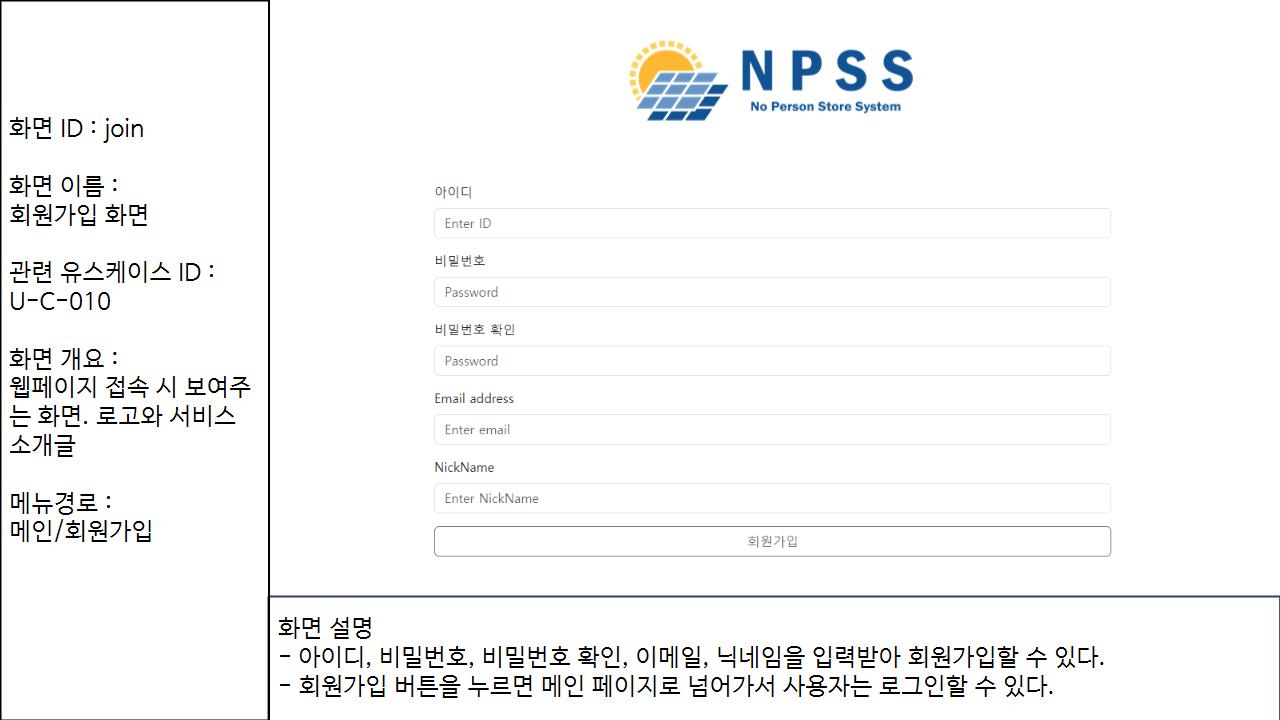 화면 ID : join
화면 이름 :
회원가입 화면
관련 유스케이스 ID :
U-C-010
화면 개요 :
웹페이지 접속 시 보여주
는 화면. 로고와 서비스
소개글
메뉴경로 :
메인/회원가입
NPSS
No Person Store System
아이디
Enter ID
비밀번호
Password
비밀번호 확인
Password
Email address
Enter email
NickName
Enter NickName
회원가입
화면 설명
- 아이디, 비밀번호, 비밀번호 확인, 이메일, 닉네임을 입력받아 회원가입할 수 있다.
- 회원가입 버튼을 누르면 메인 페이지로 넘어가서 사용자는 로그인할 수 있다.